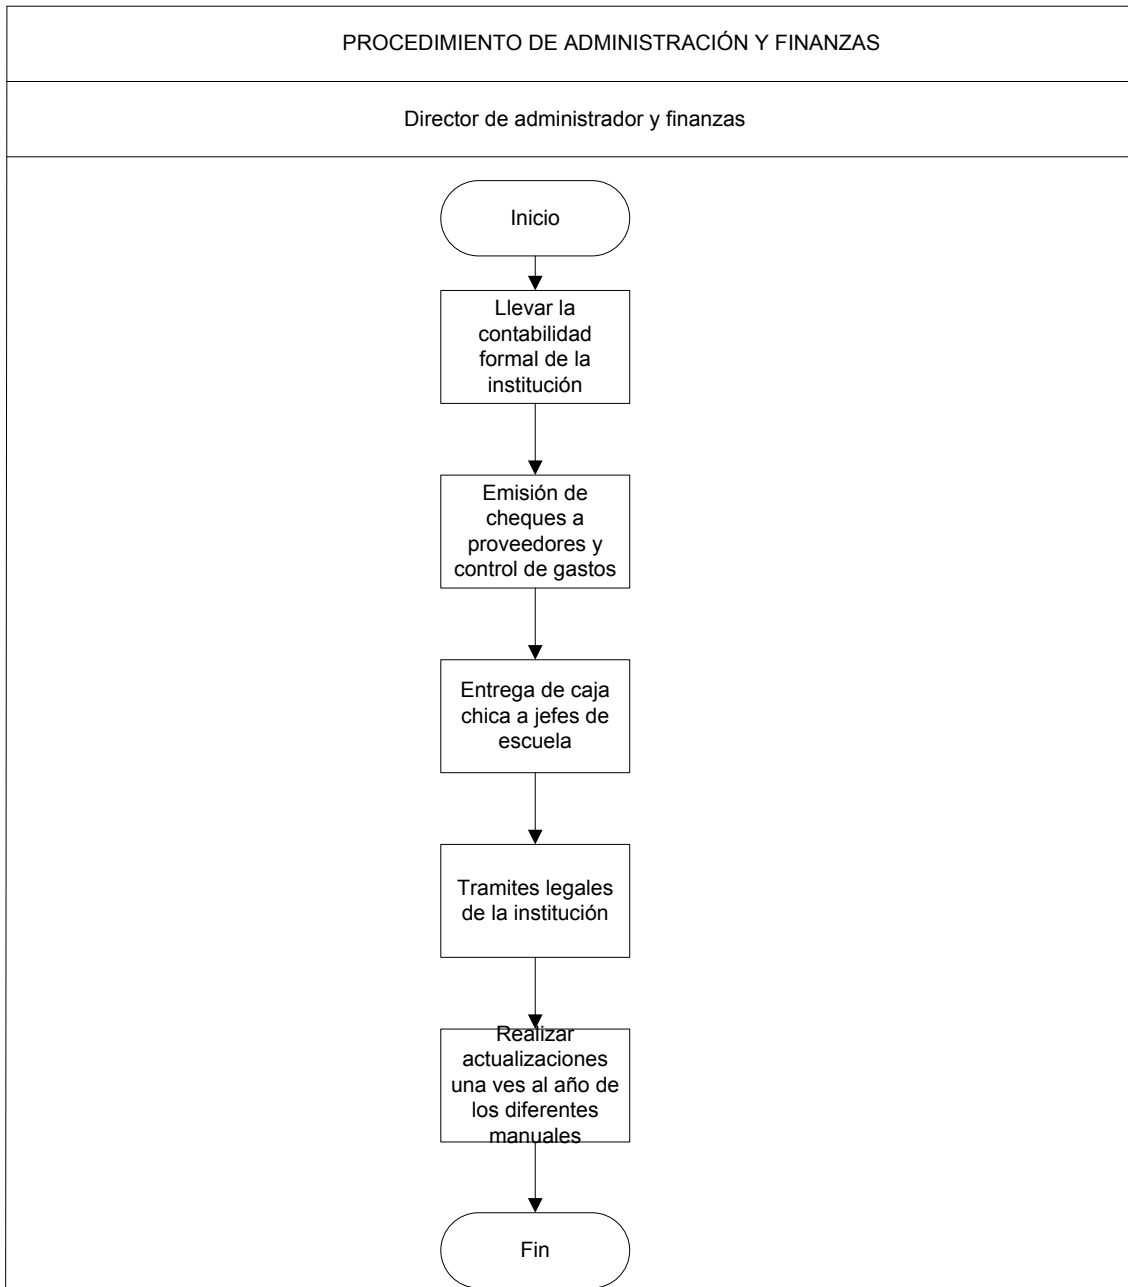 PROCEDIMIENTO DE ADMINISTRACIÓN Y FINANZAS
Director de administrador y finanzas
Inicio
Llevar la
contabilidad
formal de la
institución
Emisión de
cheques a
proveedores y
control de gastos
Entrega de caja
chica a jefes de
escuela
Tramites legales
de la institución
Realizar
actualizaciones
una ves al año de
los diferentes
manuales
Fin